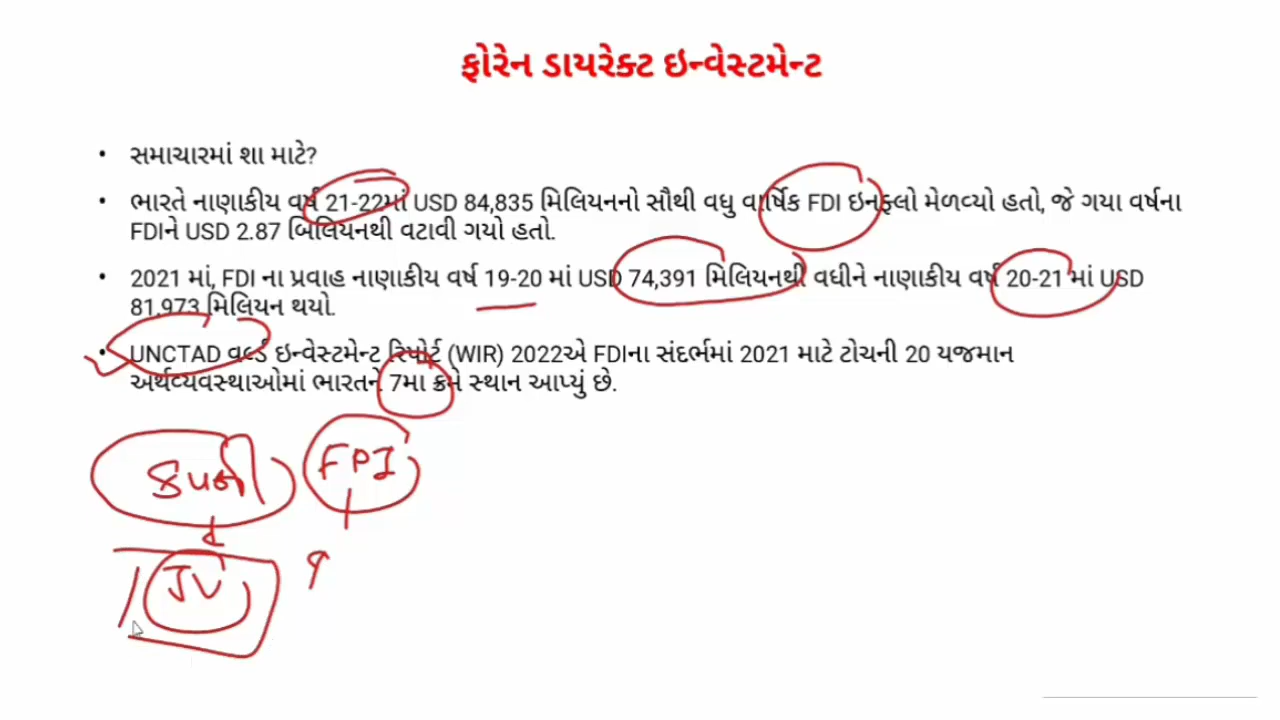 ફોરેન ડાયરેક્ટ ઇન્વેસ્ટમેન્ટ
• સમાચારમાં શા માટે?
• ભારતે નાણાકીય વર્ષ 21-22માં USD 84,835 મિલિયનનો સૌથી વધુ વાર્ષિક FDI ઇનફ્લો મેળવ્યો હતો, જે ગયા વર્ષના
FDIને USD 2.87 બિલિયનથી વટાવી ગયો હતો.
• 2021 માં, FDI ના પ્રવાહ નાણાકીય વર્ષ 19-20 માં USD 74,391 મિલિયનથી વધીને નાણાકીય વર્ષ 20-21 માં USD
81,973 મિલિયન થયો.
• UNCTAD વર્લ્ડ ઇન્વેસ્ટમેન્ટ રિપોર્ટ (WIR) 2022એ FDIના સંદર્ભમાં 2021 માટે ટોચની 20 યજમાન
અર્થવ્યવસ્થાઓમાં ભારતને 7મા ક્રમે સ્થાન આપ્યું છે.
કંપની FPI
JV